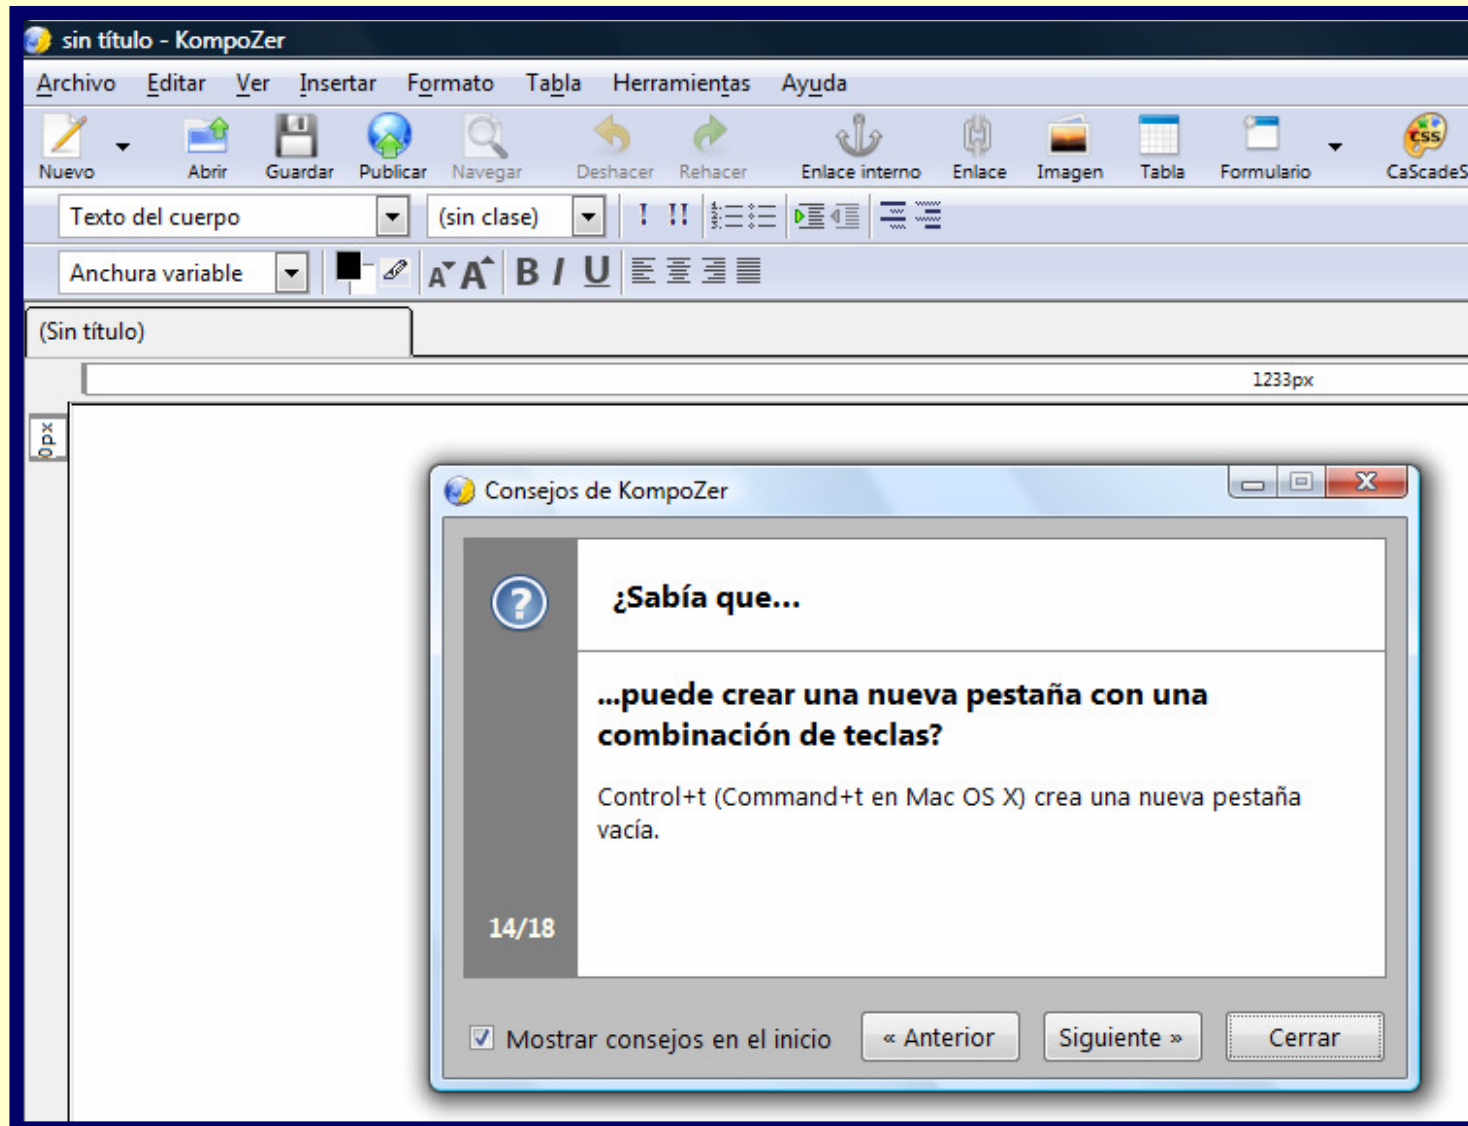 sin título - KompoZer
Archivo Editar Ver Insertar Formato Tabla Herramientas Ayuda
Nuevo Abrir Guardar Publicar Navegar Deshacer Rehacer Enlace interno Enlace Imagen Tabla Formulario CaScadeS
CSS
Texto del cuerpo (sin clase) ! !!
Anchura variable A A B I U
(Sin título)
1233px
0px
Consejos de KompoZer
¿Sabía que...
...puede crear una nueva pestaña con una
combinación de teclas?
Control+t (Command+t en Mac OS X) crea una nueva pestaña
vacía.
14/18
Mostrar consejos en el inicio « Anterior Siguiente » Cerrar